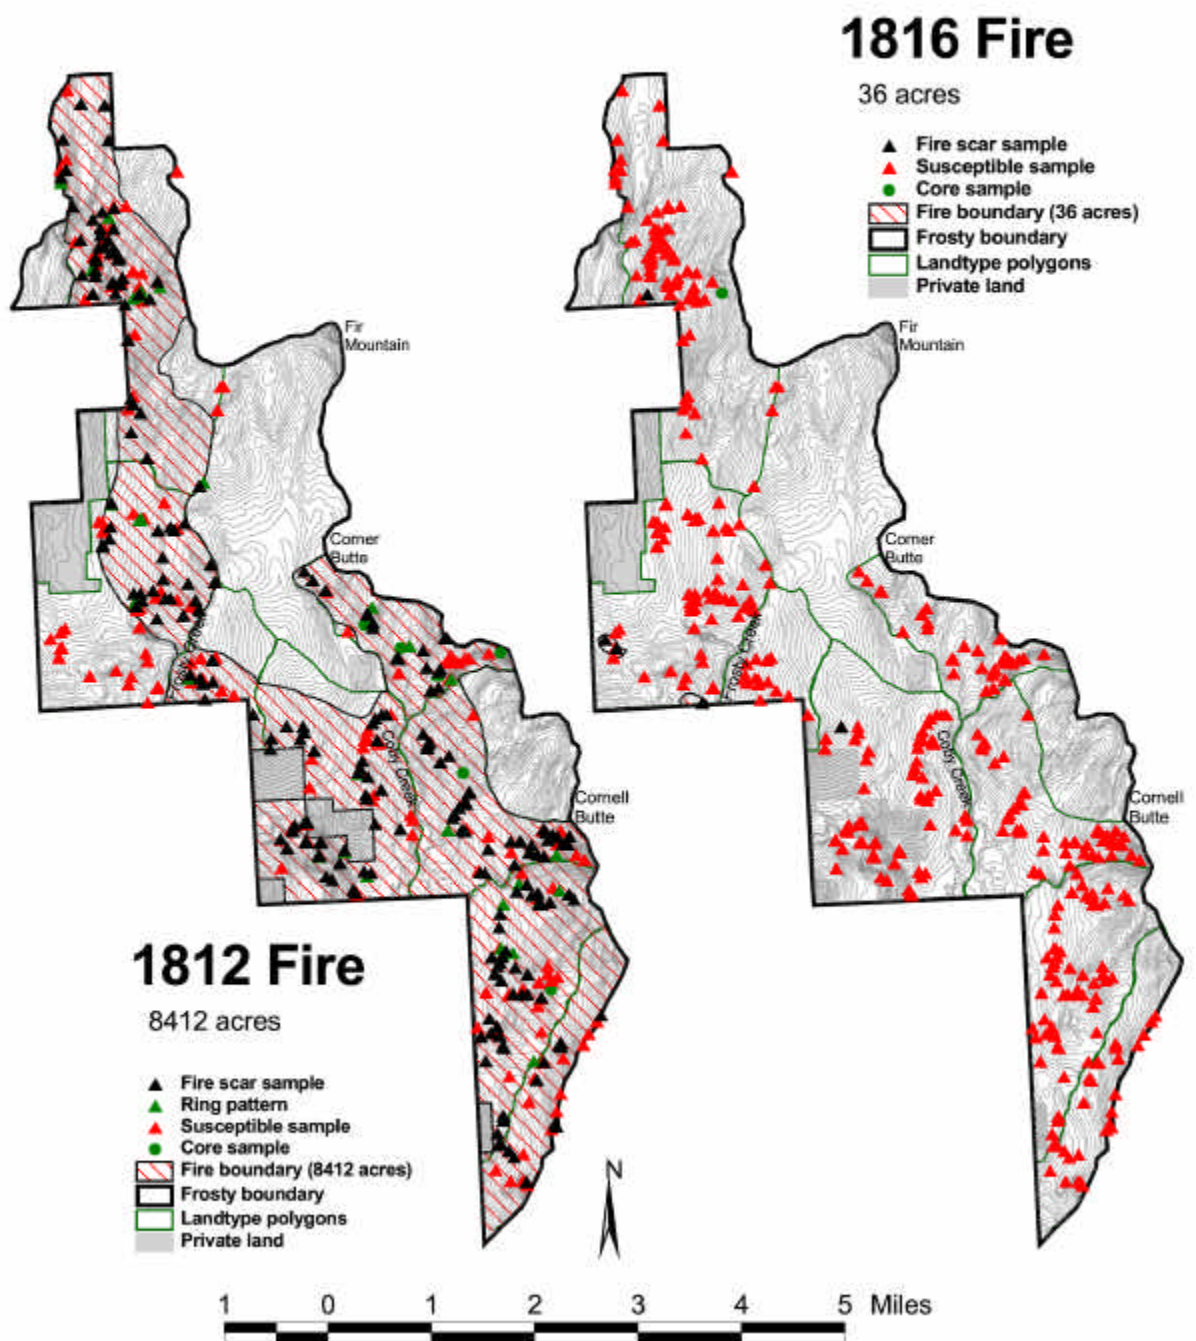 1816 Fire
36 acres
Fire scar sample
Susceptible sample
Core sample
Fire boundary (36 acres)
Frosty boundary
Landtype polygons
Private land
Fir
Mountain
Fir
Mountain
Corner
Butte
Corner
Butte
Frosty Creek
Frosty Creek
Colby Creek
Colby Creek
Cornell
Butte
Cornell
Butte
1812 Fire
8412 acres
Fire scar sample
Ring pattern
Susceptible sample
Core sample
Fire boundary (8412 acres)
Frosty boundary
Landtype polygons
Private land
N
1 0 1 2 3 4 5 Miles